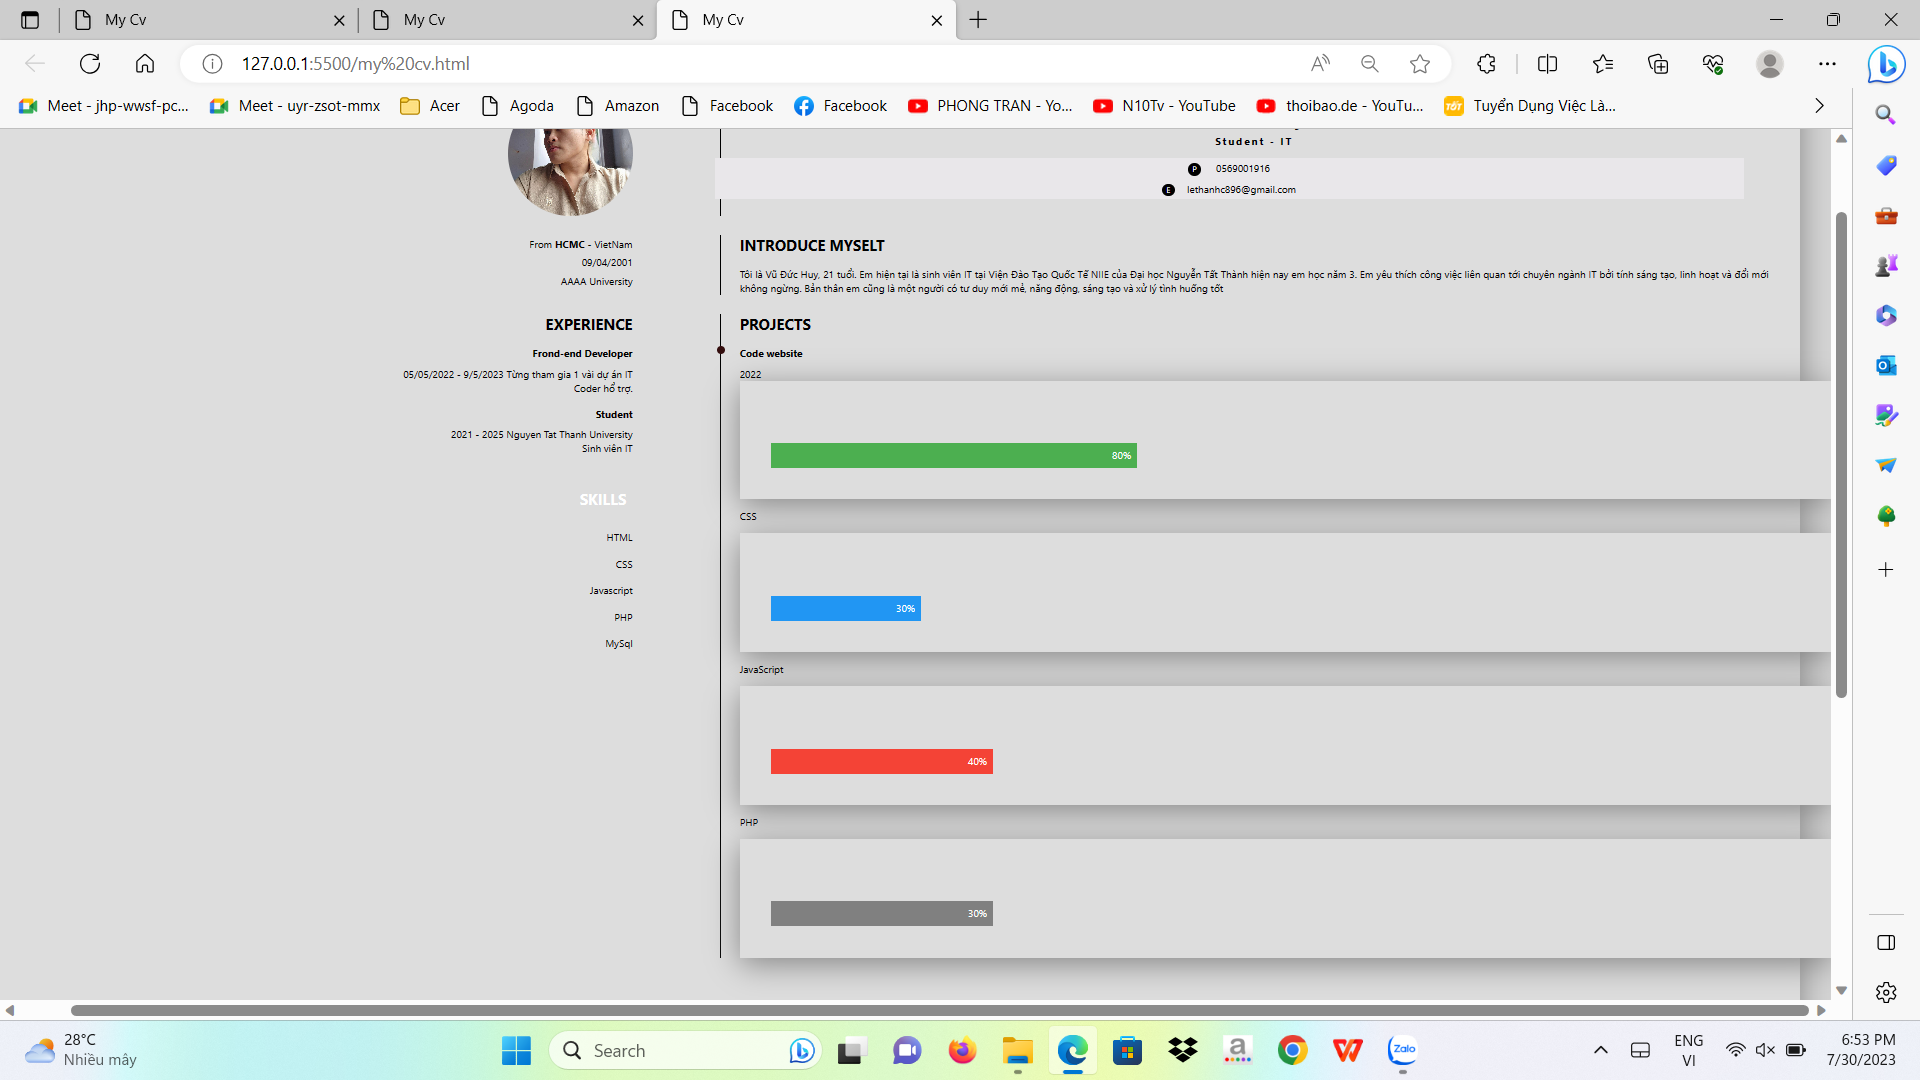 My Cv
My Cv
My Cv
127.0.0.1:5500/my%20cv.html
Meet - jhp-wwsf-pc...
Meet - uyr-zsot-mmx
Acer
Agoda
Amazon
Facebook
Facebook
PHONG TRAN - Yo...
N10Tv - YouTube
thoibao.de - YouTu...
TỐT
Tuyển Dụng Việc Là...
Student - IT
P 0569001916
E lethanhc896@gmail.com
From HCMC - VietNam
09/04/2001
AAAA University
INTRODUCE MYSELT
Tôi là Vũ Đức Huy, 21 tuổi. Em hiện tại là sinh viên IT tại Viện Đào Tạo Quốc Tế NIIE của Đại học Nguyễn Tất Thành hiện nay em học năm 3. Em yêu thích công việc liên quan tới chuyên ngành IT bởi tính sáng tạo, linh hoạt và đổi mới
không ngừng. Bản thân em cũng là một người có tư duy mới mẻ, năng động, sáng tạo và xử lý tình huống tốt
EXPERIENCE
Frond-end Developer
05/05/2022 - 9/5/2023 Từng tham gia 1 vài dự án IT
Coder hổ trợ.
Student
2021 - 2025 Nguyen Tat Thanh University
Sinh viên IT
SKILLS
HTML
CSS
Javascript
PHP
MySql
PROJECTS
Code website
2022
80%
CSS
30%
JavaScript
40%
PHP
30%
28°C
Nhiều mây
Search
a
Zalo
ENG
VI
6:53 PM
7/30/2023